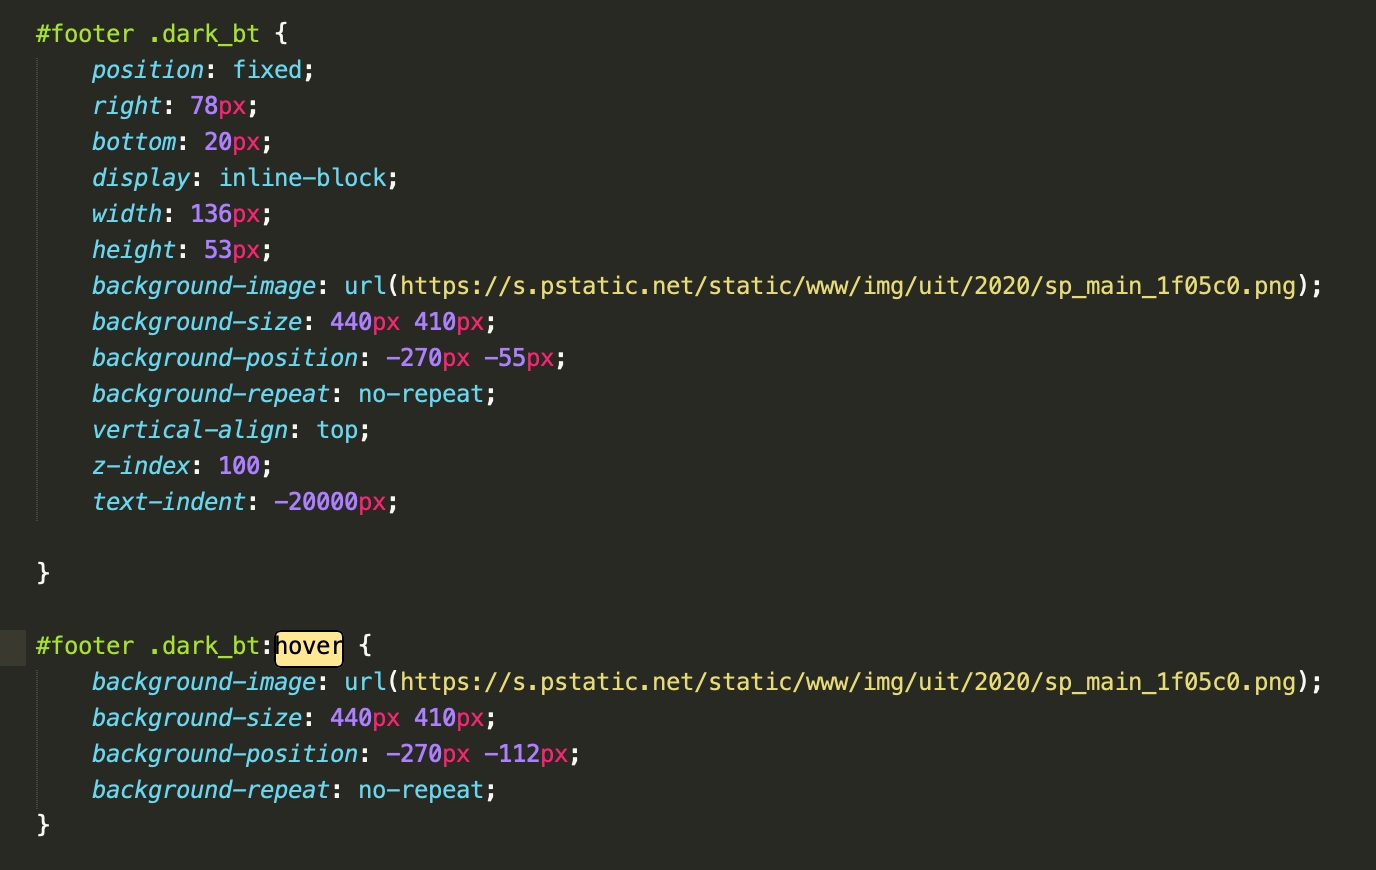 #footer .dark_bt {
position: fixed;
right: 78px;
bottom: 20px;
display: inline-block;
width: 136px;
height: 53px;
background-image: url(https://s.pstatic.net/static/www/img/uit/2020/sp_main_1f05c0.png);
background-size: 440px 410px;
background-position: -270px -55px;
background-repeat: no-repeat;
vertical-align: top;
z-index: 100;
text-indent: -20000px;
}
#footer .dark_bt:hover {
background-image: url(https://s.pstatic.net/static/www/img/uit/2020/sp_main_1f05c0.png);
background-size: 440px 410px;
background-position: -270px -112px;
background-repeat: no-repeat;
}